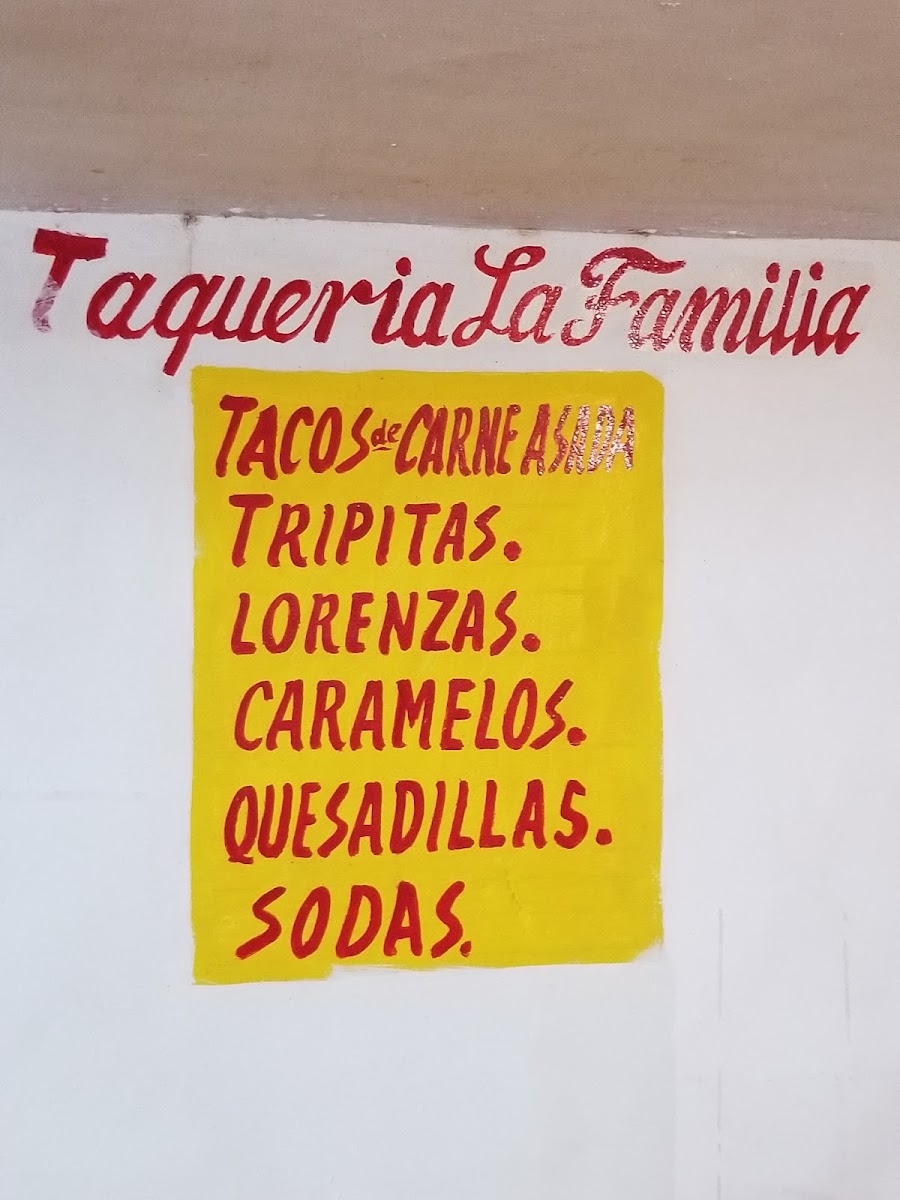 Taqueria La Familia
TACOS de CARNE ASADA
TRIPITAS.
LORENZAS.
CARAMELOS.
QUESADILLAS.
SODAS.